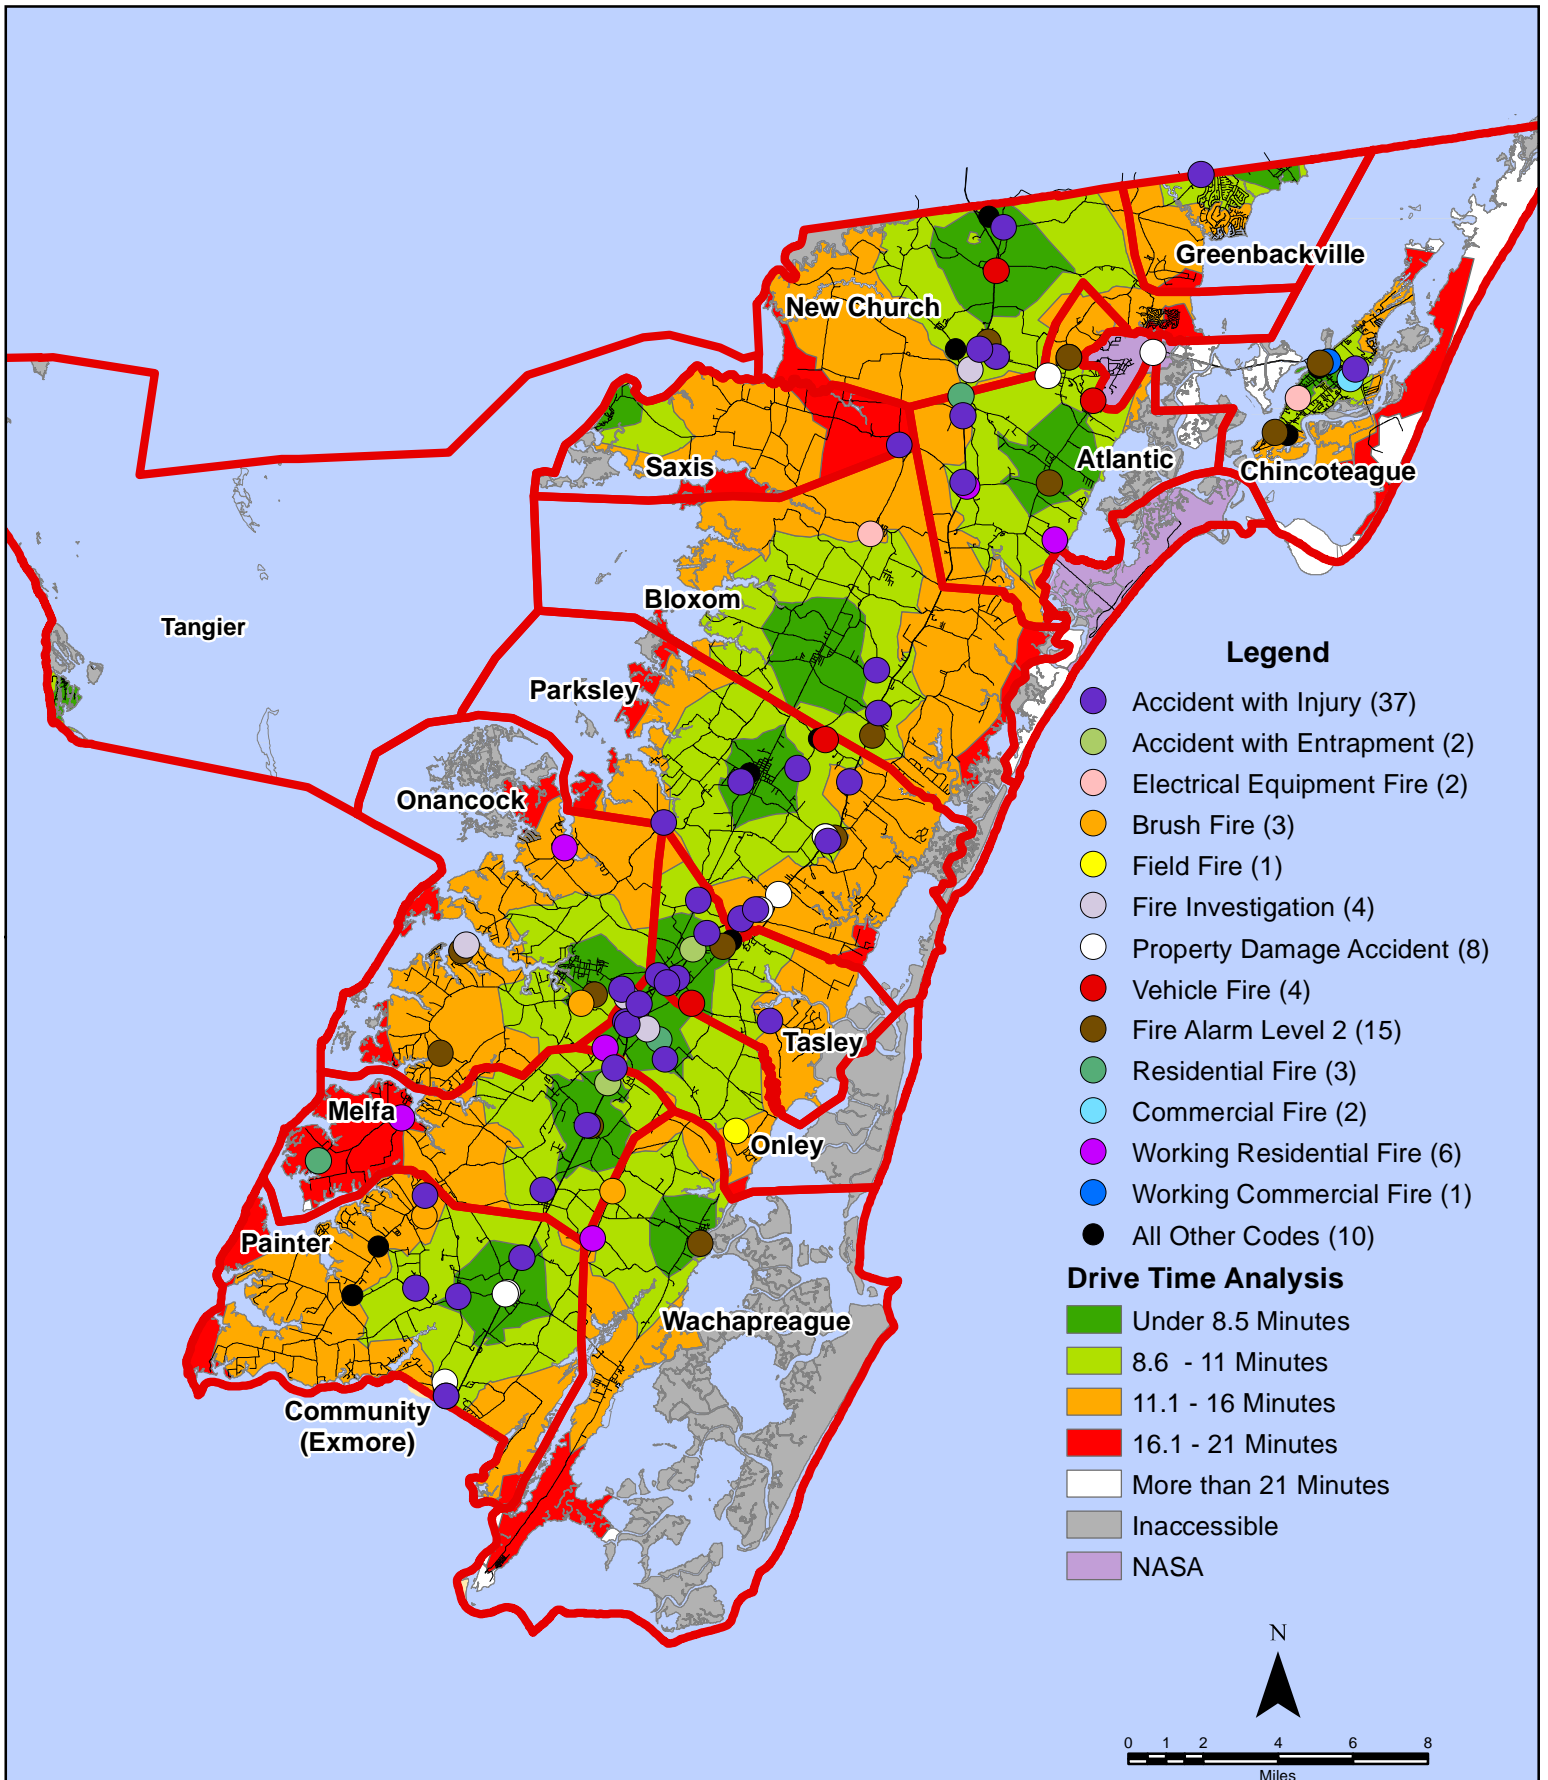 Greenbackville
New Church
Saxis
Atlantic
Chincoteague
Bloxom
Tangier
Parksley
Onancock
Tasley
Melfa
Onley
Painter
Wachapreague
Community
(Exmore)
Legend
Accident with Injury (37)
Accident with Entrapment (2)
Electrical Equipment Fire (2)
Brush Fire (3)
Field Fire (1)
Fire Investigation (4)
Property Damage Accident (8)
Vehicle Fire (4)
Fire Alarm Level 2 (15)
Residential Fire (3)
Commercial Fire (2)
Working Residential Fire (6)
Working Commercial Fire (1)
All Other Codes (10)
Drive Time Analysis
Under 8.5 Minutes
8.6 - 11 Minutes
11.1 - 16 Minutes
16.1 - 21 Minutes
More than 21 Minutes
Inaccessible
NASA
N
0 1 2 4 6 8
Miles